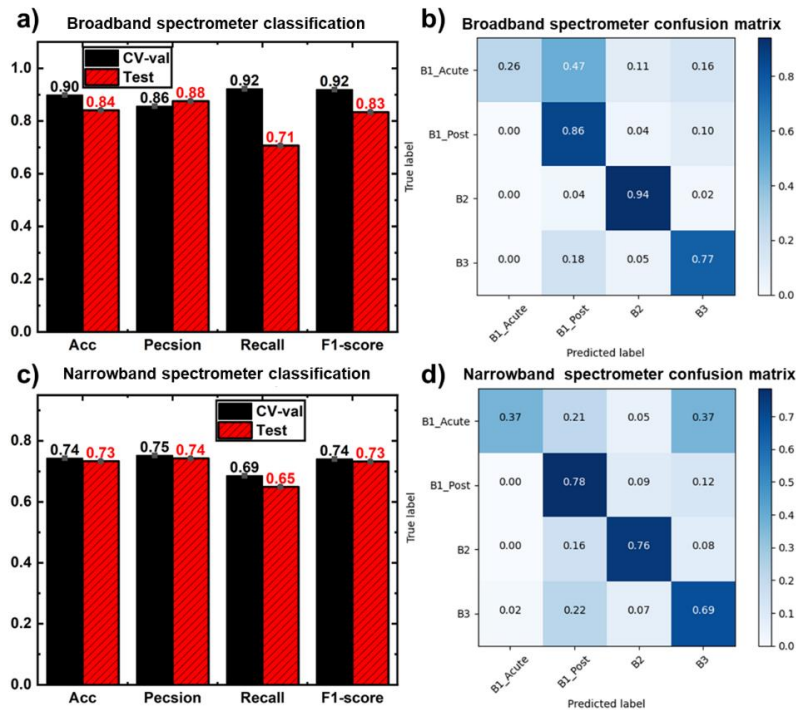 a)
Broadband spectrometer classification
CV-val
Test
1.0
0.8
0.6
0.4
0.2
0.0
0.90
0.84
0.86
0.88
0.92
0.71
0.92
0.83
Acc
Pecsion
Recall
F1-score
b)
Broadband spectrometer confusion matrix
True label
B1_Acute
B1_Post
B2
B3
0.26 0.47 0.11 0.16
0.00 0.86 0.04 0.10
0.00 0.04 0.94 0.02
0.00 0.18 0.05 0.77
B1_Acute
B1_Post
B2
B3
Predicted label
0.8
0.6
0.4
0.2
0.0
c)
Narrowband spectrometer classification
CV-val
Test
0.8
0.6
0.4
0.2
0.0
0.74
0.73
0.75
0.74
0.69
0.65
0.74
0.73
Acc
Pecsion
Recall
F1-score
d)
Narrowband spectrometer confusion matrix
True label
B1_Acute
B1_Post
B2
B3
0.37 0.21 0.05 0.37
0.00 0.78 0.09 0.12
0.00 0.16 0.76 0.08
0.02 0.22 0.07 0.69
B1_Acute
B1_Post
B2
B3
Predicted label
0.7
0.6
0.5
0.4
0.3
0.2
0.1
0.0